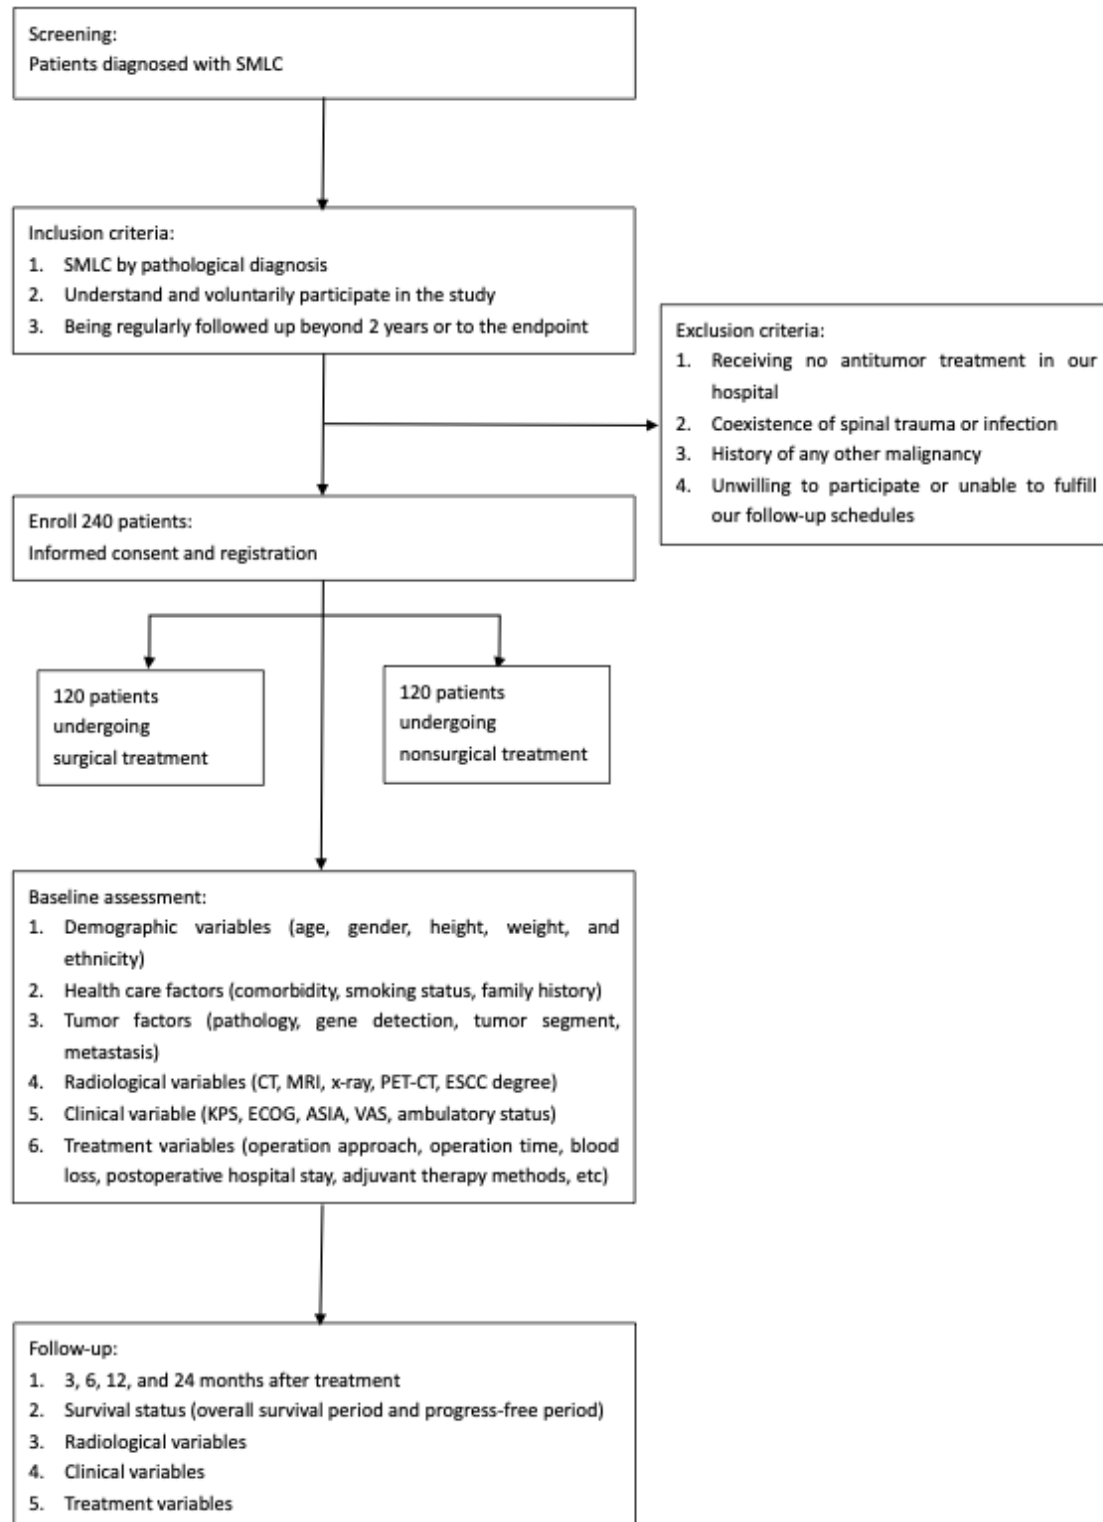 Screening:
Patients diagnosed with SMLC
Inclusion criteria:
1. SMLC by pathological diagnosis
2. Understand and voluntarily participate in the study
3. Being regularly followed up beyond 2 years or to the endpoint
Exclusion criteria:
1. Receiving no antitumor treatment in our
hospital
2. Coexistence of spinal trauma or infection
3. History of any other malignancy
4. Unwilling to participate or unable to fulfill
our follow-up schedules
Enroll 240 patients:
Informed consent and registration
120 patients
undergoing
surgical treatment
120 patients
undergoing
nonsurgical treatment
Baseline assessment:
1. Demographic variables (age, gender, height, weight, and
ethnicity)
2. Health care factors (comorbidity, smoking status, family history)
3. Tumor factors (pathology, gene detection, tumor segment,
metastasis)
4. Radiological variables (CT, MRI, x-ray, PET-CT, ESCC degree)
5. Clinical variable (KPS, ECOG, ASIA, VAS, ambulatory status)
6. Treatment variables (operation approach, operation time, blood
loss, postoperative hospital stay, adjuvant therapy methods, etc)
Follow-up:
1. 3, 6, 12, and 24 months after treatment
2. Survival status (overall survival period and progress-free period)
3. Radiological variables
4. Clinical variables
5. Treatment variables